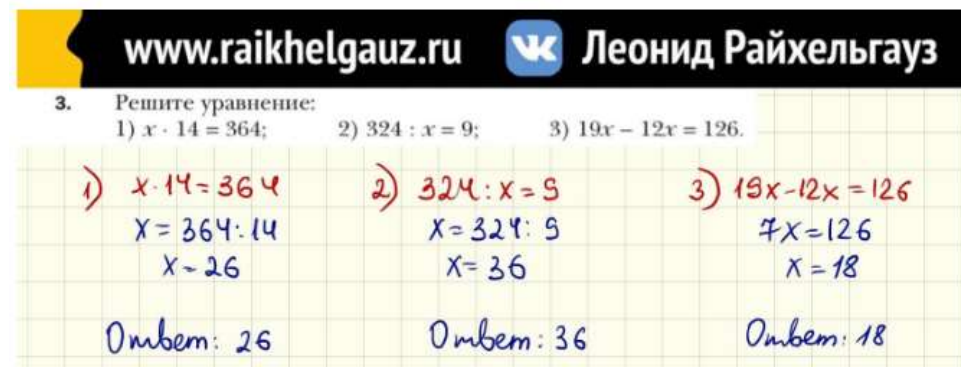 www.raikhelgauz.ru Леонид Райхельгауз
3. Решите уравнение:
1) x · 14 = 364; 2) 324 : x = 9; 3) 19x − 12x = 126.
1) x·14=364 2) 324:x=9 3) 19x-12x=126
x=364:14 x=324:9 7x=126
x=26 x=36 x=18
Ответ: 26 Ответ: 36 Ответ: 18